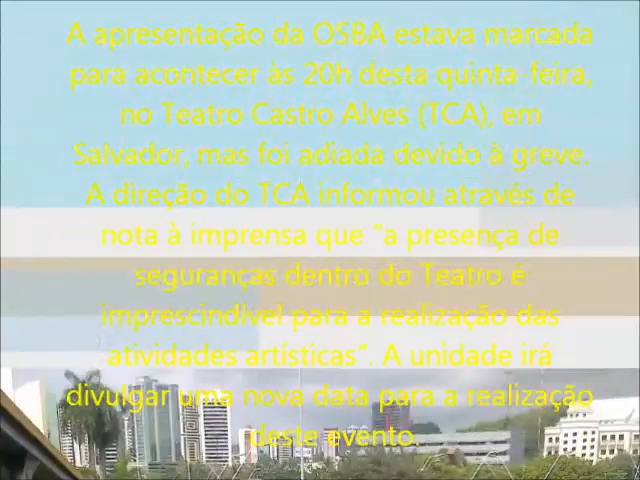 A apresentação da OSBA estava marcada
para acontecer às 20h desta quinta-feira,
no Teatro Castro Alves (TCA), em
Salvador, mas foi adiada devido à greve.
A direção do TCA informou através de
nota à imprensa que "a presença de
seguranças dentro do Teatro é
imprescindível para a realização das
atividades artísticas". A unidade irá
divulgar uma nova data para a realização
deste evento.